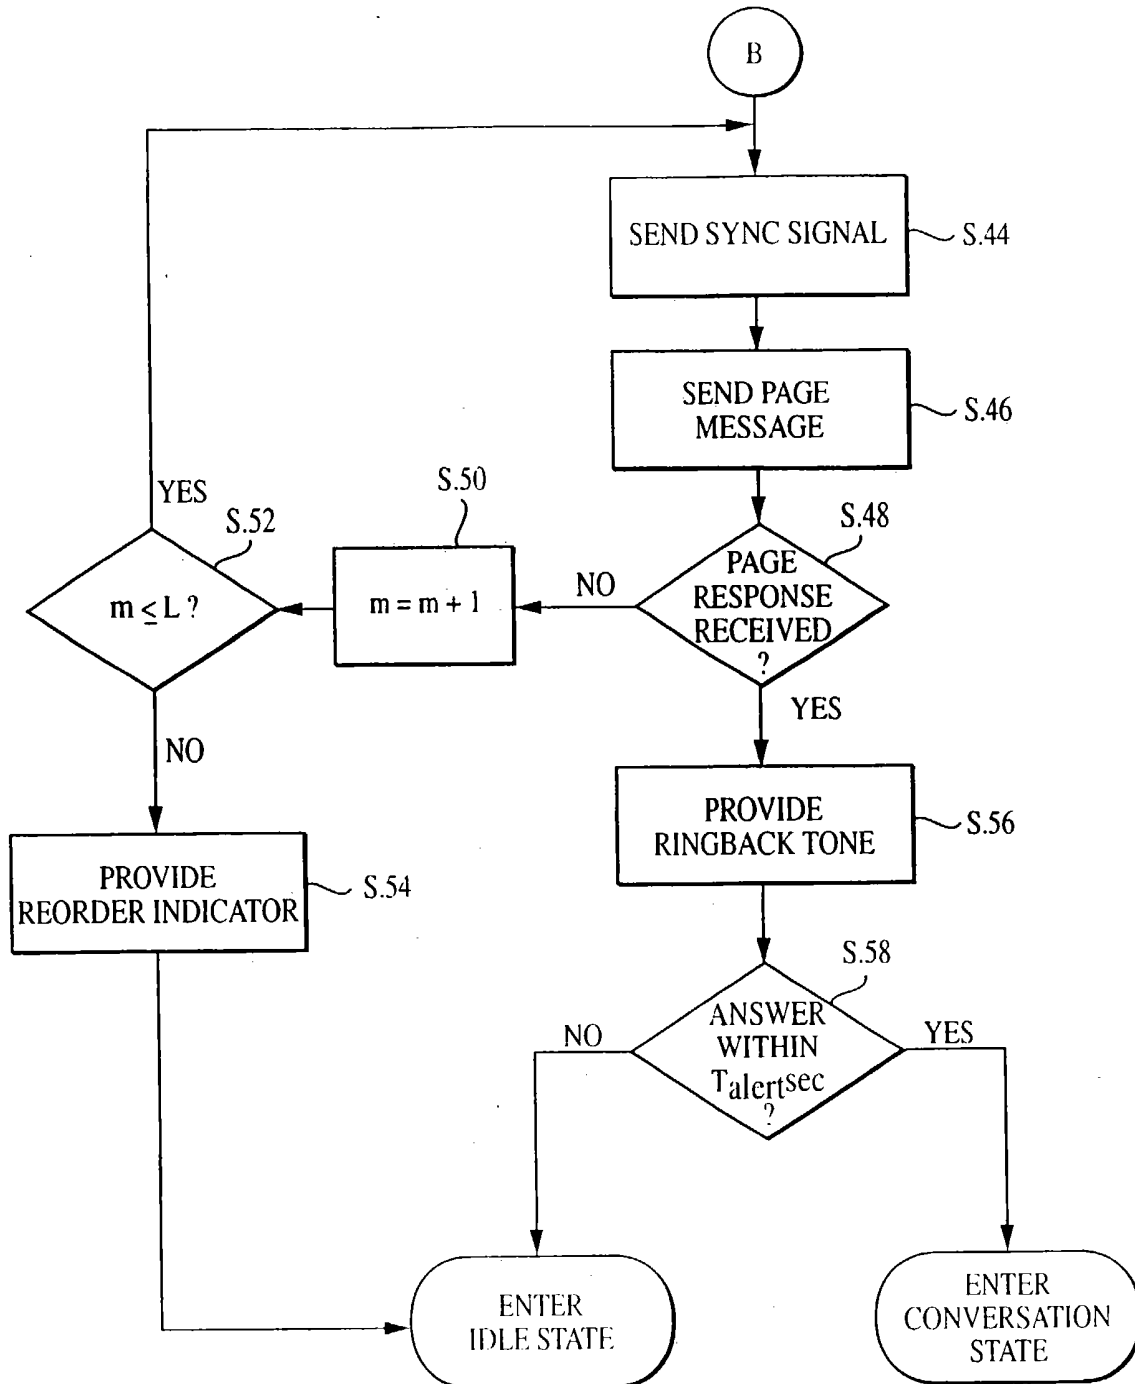 B
SEND SYNC SIGNAL
S.44
SEND PAGE
MESSAGE
S.46
S.48
PAGE
RESPONSE
RECEIVED
?
NO
YES
S.50
m = m + 1
S.52
m ≤ L ?
YES
NO
PROVIDE
REORDER INDICATOR
S.54
PROVIDE
RINGBACK TONE
S.56
S.58
ANSWER
WITHIN
Talertsec
?
NO
YES
ENTER
IDLE STATE
ENTER
CONVERSATION
STATE